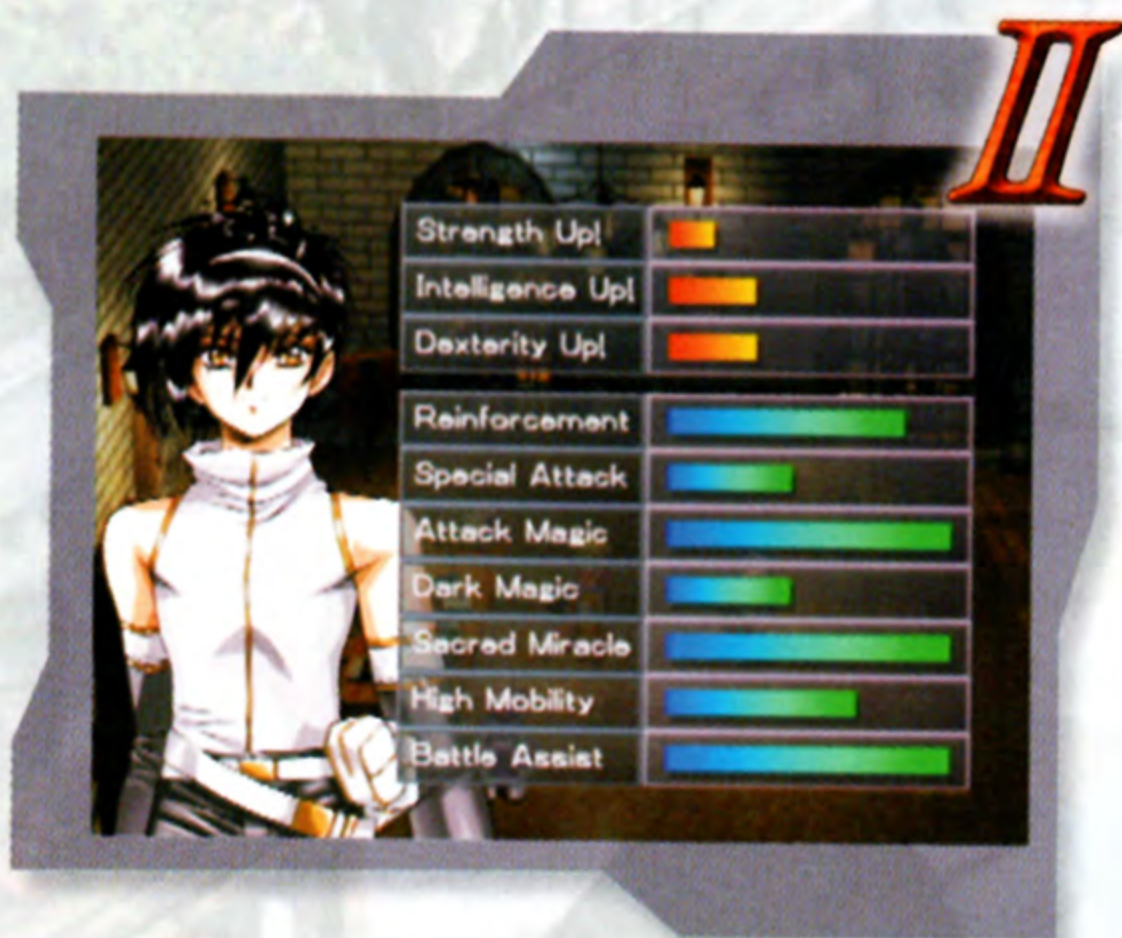 II
Strength Up!
Intelligence Up!
Dexterity Up!
Reinforcement
Special Attack
Attack Magic
Dark Magic
Sacred Miracle
High Mobility
Battle Assist